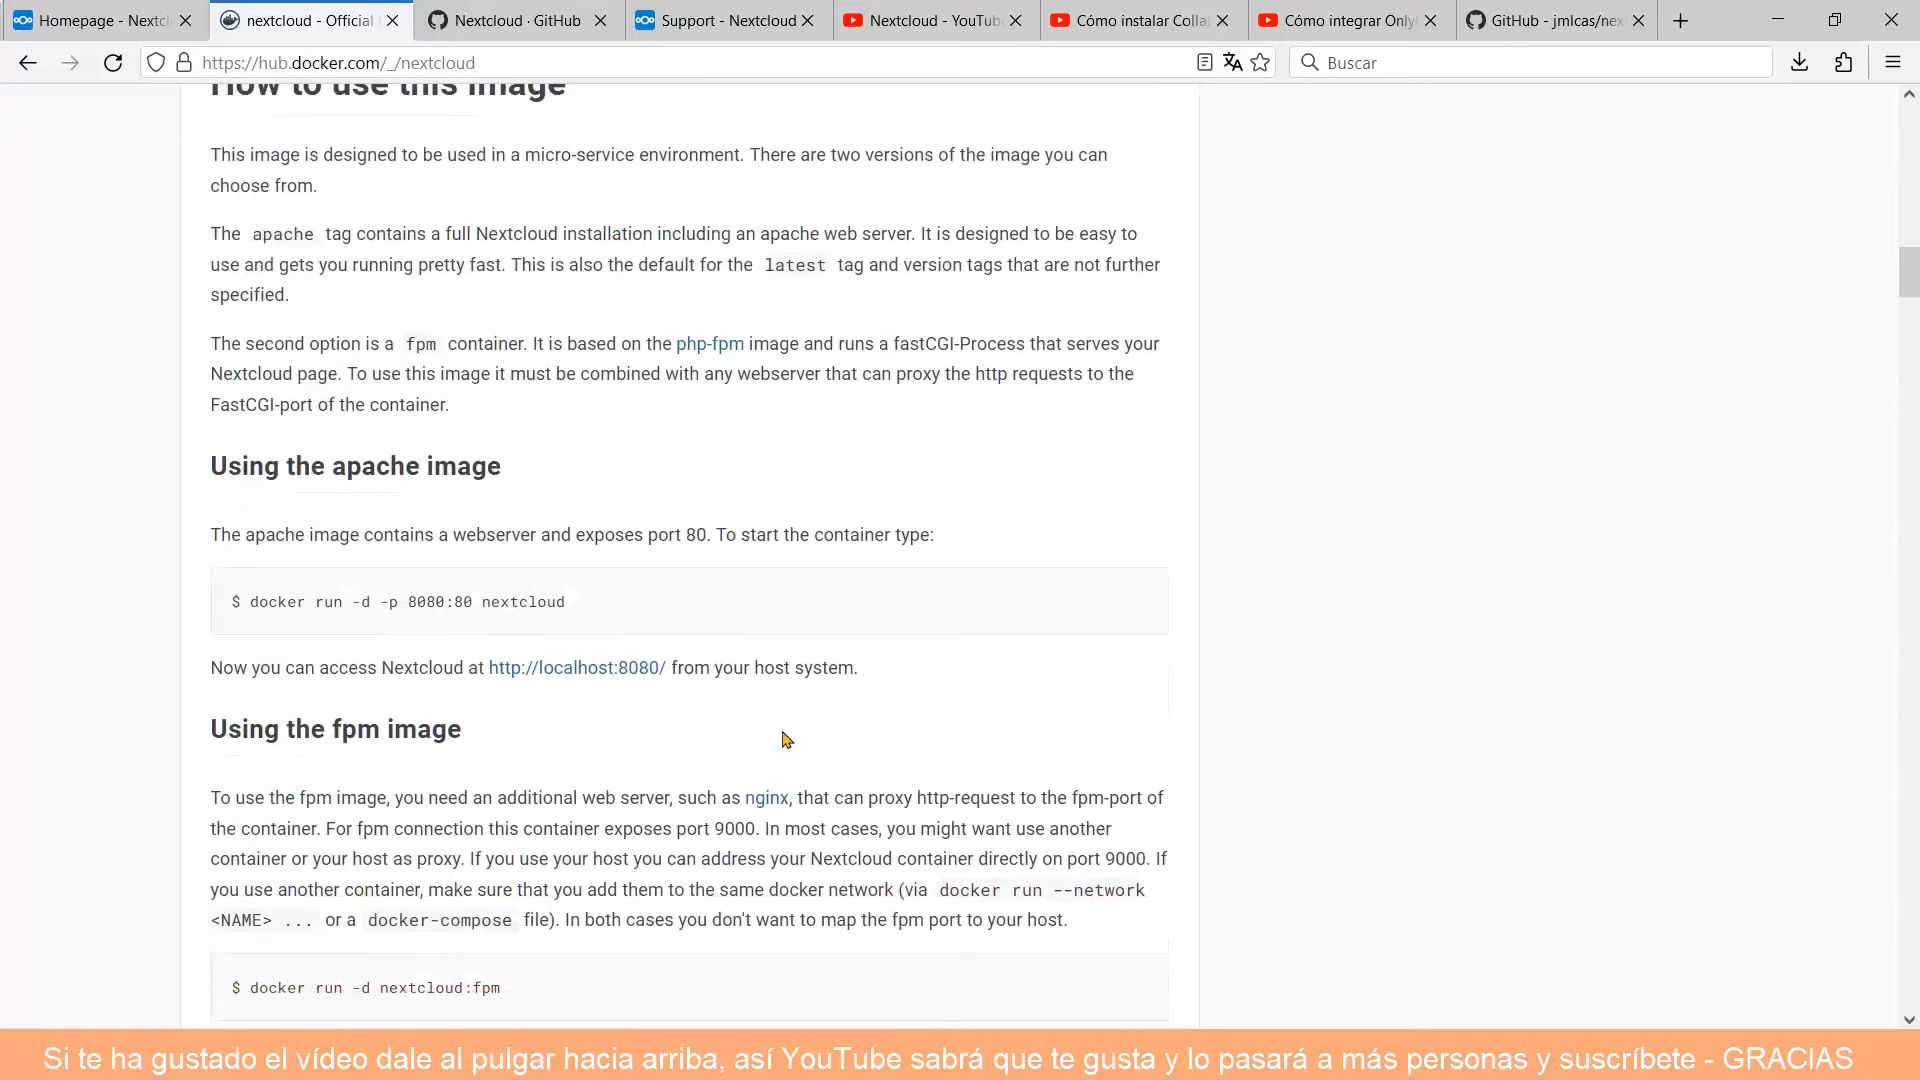 Homepage - Nextcl
nextcloud - Official
Nextcloud · GitHub
Support - Nextcloud
Nextcloud - YouTub
Cómo instalar Colla
Cómo integrar Only
GitHub - jmlcas/nex
https://hub.docker.com/_/nextcloud
Buscar
How to use this image
This image is designed to be used in a micro-service environment. There are two versions of the image you can
choose from.
The apache tag contains a full Nextcloud installation including an apache web server. It is designed to be easy to
use and gets you running pretty fast. This is also the default for the latest tag and version tags that are not further
specified.
The second option is a fpm container. It is based on the php-fpm image and runs a fastCGI-Process that serves your
Nextcloud page. To use this image it must be combined with any webserver that can proxy the http requests to the
FastCGI-port of the container.
Using the apache image
The apache image contains a webserver and exposes port 80. To start the container type:
$ docker run -d -p 8080:80 nextcloud
Now you can access Nextcloud at http://localhost:8080/ from your host system.
Using the fpm image
To use the fpm image, you need an additional web server, such as nginx, that can proxy http-request to the fpm-port of
the container. For fpm connection this container exposes port 9000. In most cases, you might want use another
container or your host as proxy. If you use your host you can address your Nextcloud container directly on port 9000. If
you use another container, make sure that you add them to the same docker network (via docker run --network
<NAME> ... or a docker-compose file). In both cases you don't want to map the fpm port to your host.
$ docker run -d nextcloud:fpm
Si te ha gustado el vídeo dale al pulgar hacia arriba, así YouTube sabrá que te gusta y lo pasará a más personas y suscríbete - GRACIAS